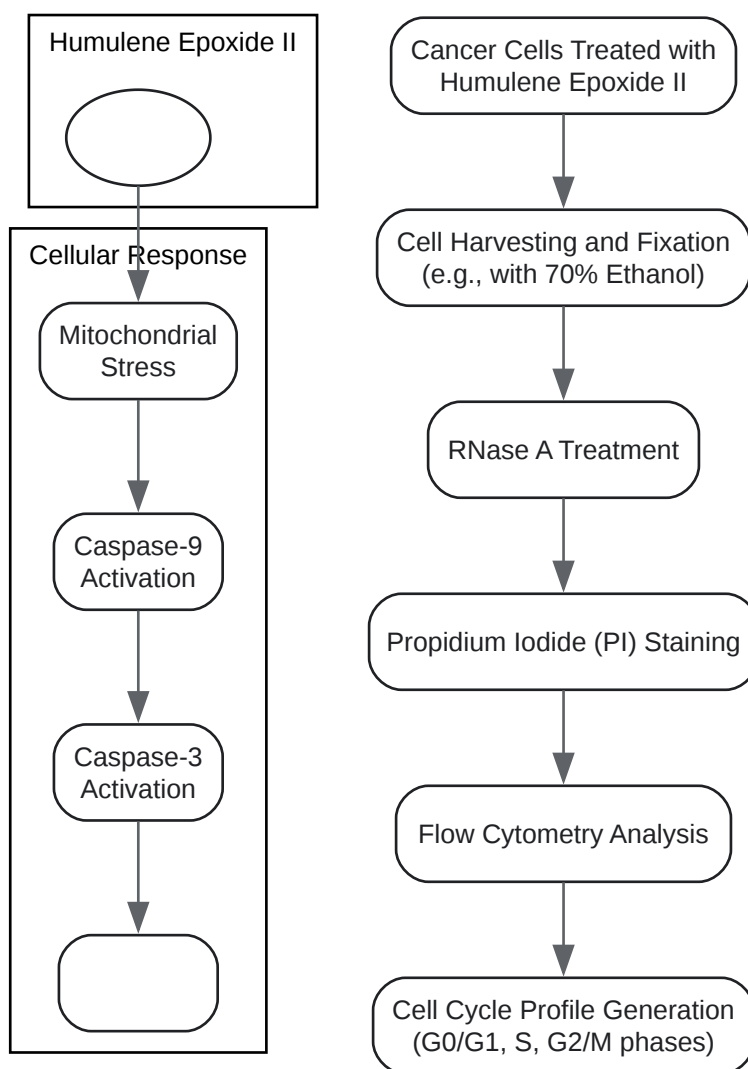 Humulene Epoxide II
Cellular Response
Mitochondrial
Stress
Caspase-9
Activation
Caspase-3
Activation
Cancer Cells Treated with
Humulene Epoxide II
Cell Harvesting and Fixation
(e.g., with 70% Ethanol)
RNase A Treatment
Propidium Iodide (PI) Staining
Flow Cytometry Analysis
Cell Cycle Profile Generation
(G0/G1, S, G2/M phases)